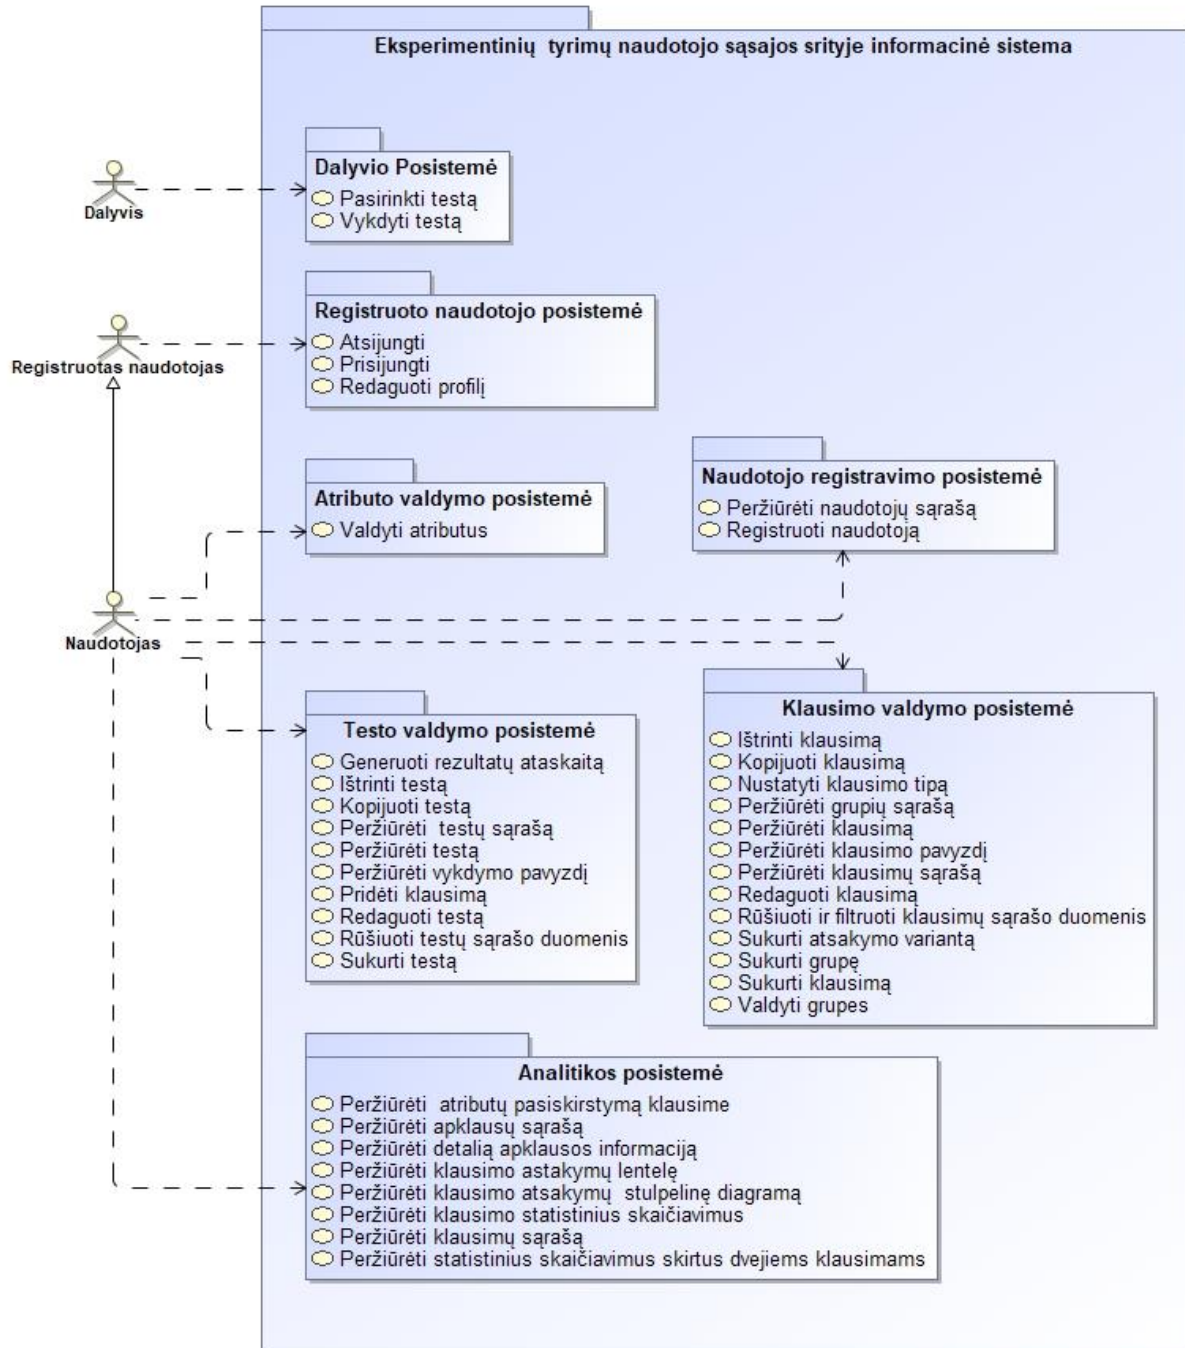 Eksperimentinių tyrimų naudotojo sąsajos srityje informacinė sistema
Dalyvis
Dalyvio Posistemė
Pasirinkti testą
Vykdyti testą
Registruotas naudotojas
Registruoto naudotojo posistemė
Atsijungti
Prisijungti
Redaguoti profilį
Atributo valdymo posistemė
Valdyti atributus
Naudotojo registravimo posistemė
Peržiūrėti naudotojų sąrašą
Registruoti naudotoją
Naudotojas
Testo valdymo posistemė
Generuoti rezultatų ataskaitą
Ištrinti testą
Kopijuoti testą
Peržiūrėti testų sąrašą
Peržiūrėti testą
Peržiūrėti vykdymo pavyzdį
Pridėti klausimą
Redaguoti testą
Rūšiuoti testų sąrašo duomenis
Sukurti testą
Klausimo valdymo posistemė
Ištrinti klausimą
Kopijuoti klausimą
Nustatyti klausimo tipą
Peržiūrėti grupių sąrašą
Peržiūrėti klausimą
Peržiūrėti klausimo pavyzdį
Peržiūrėti klausimų sąrašą
Redaguoti klausimą
Rūšiuoti ir filtruoti klausimų sąrašo duomenis
Sukurti atsakymo variantą
Sukurti grupę
Sukurti klausimą
Valdyti grupes
Analitikos posistemė
Peržiūrėti atributų pasiskirstymą klausime
Peržiūrėti apklausų sąrašą
Peržiūrėti detalią apklausos informaciją
Peržiūrėti klausimo astakymų lentelę
Peržiūrėti klausimo atsakymų stulpelinę diagramą
Peržiūrėti klausimo statistinius skaičiavimus
Peržiūrėti klausimų sąrašą
Peržiūrėti statistinius skaičiavimus skirtus dvejiems klausimams